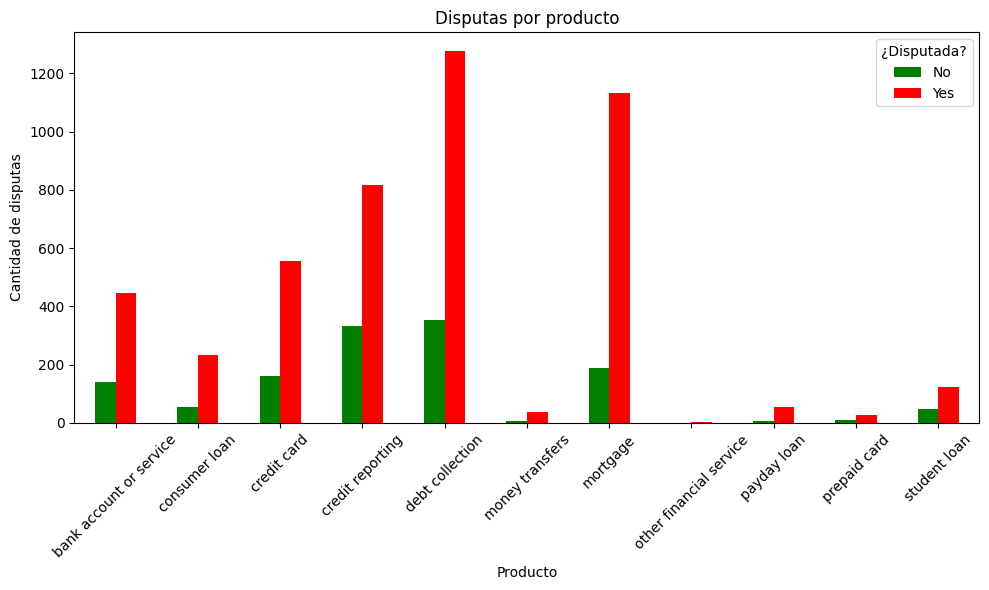 Disputas por producto
¿Disputada?
No
Yes
Cantidad de disputas
1200
1000
800
600
400
200
0
bank account or service
consumer loan
credit card
credit reporting
debt collection
money transfers
mortgage
other financial service
payday loan
prepaid card
student loan
Producto